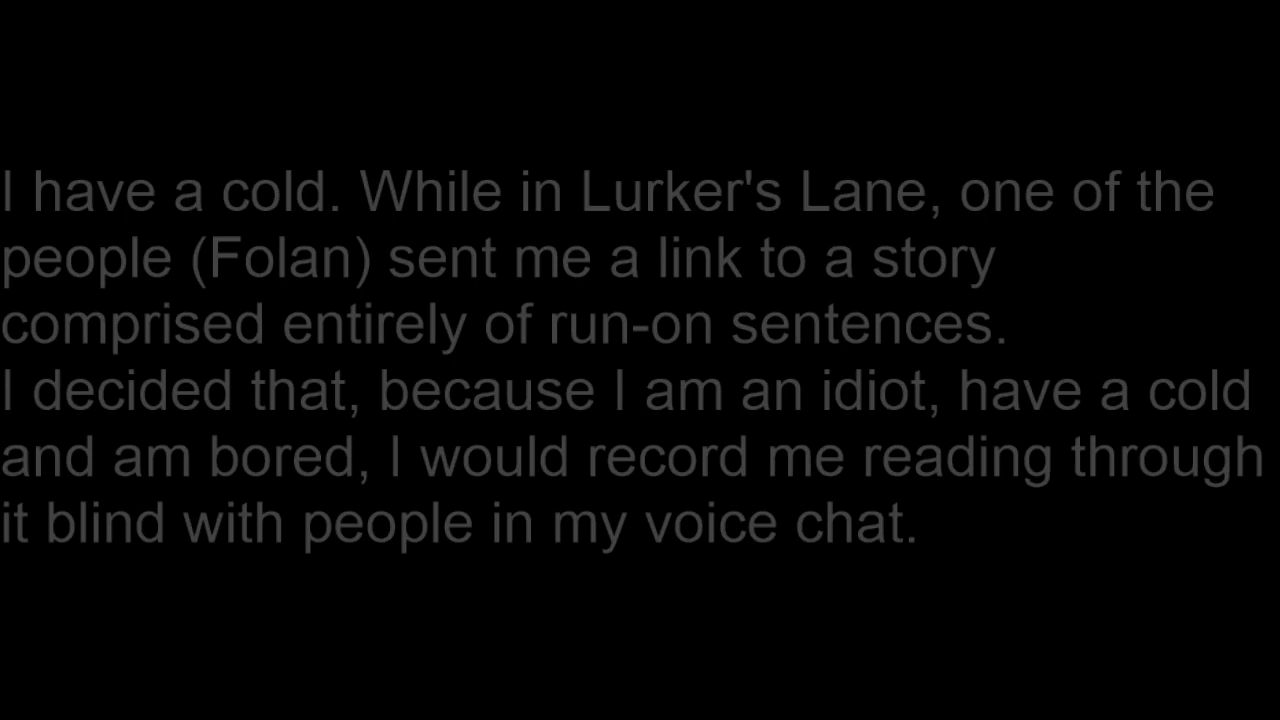 I have a cold. While in Lurker's Lane, one of the
people (Folan) sent me a link to a story
comprised entirely of run-on sentences.
I decided that, because I am an idiot, have a cold
and am bored, I would record me reading through
it blind with people in my voice chat.